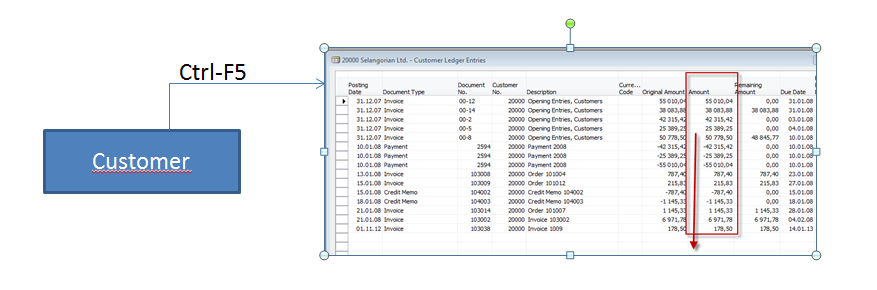 Ctrl-F5
Customer
20000 Selangorian Ltd. - Customer Ledger Entries
Posting Date Document Type Document No. Customer No. Description Curre... Code Original Amount Amount Remaining Amount Due Date
31.12.07 Invoice 00-12 20000 Opening Entries, Customers 55 010,04 55 010,04 0,00 31.01.08
31.12.07 Invoice 00-14 20000 Opening Entries, Customers 38 083,88 38 083,88 38 083,88 31.01.08
31.12.07 Invoice 00-2 20000 Opening Entries, Customers 42 315,42 42 315,42 0,00 03.01.08
31.12.07 Invoice 00-5 20000 Opening Entries, Customers 25 389,25 25 389,25 0,00 04.01.08
31.12.07 Invoice 00-8 20000 Opening Entries, Customers 50 778,50 50 778,50 48 845,77 10.01.08
10.01.08 Payment 2594 20000 Payment 2008 -42 315,42 -42 315,42 0,00 10.01.08
10.01.08 Payment 2594 20000 Payment 2008 -25 389,25 -25 389,25 0,00 10.01.08
10.01.08 Payment 2594 20000 Payment 2008 -55 010,04 -55 010,04 0,00 10.01.08
13.01.08 Invoice 103008 20000 Order 101004 787,40 787,40 787,40 23.01.08
15.01.08 Invoice 103009 20000 Order 101012 215,83 215,83 215,83 27.01.08
15.01.08 Credit Memo 104002 20000 Credit Memo 104002 -787,40 -787,40 -787,40 15.01.08
18.01.08 Credit Memo 104003 20000 Credit Memo 104003 -1 145,33 -1 145,33 -1 145,33 18.01.08
21.01.08 Invoice 103014 20000 Order 101007 1 145,33 1 145,33 1 145,33 28.01.08
25.01.08 Invoice 103002 20000 Invoice 103002 6 971,78 6 971,78 6 971,78 04.02.08
01.11.12 Invoice 103038 20000 Invoice 1009 178,50 178,50 178,50 14.01.13